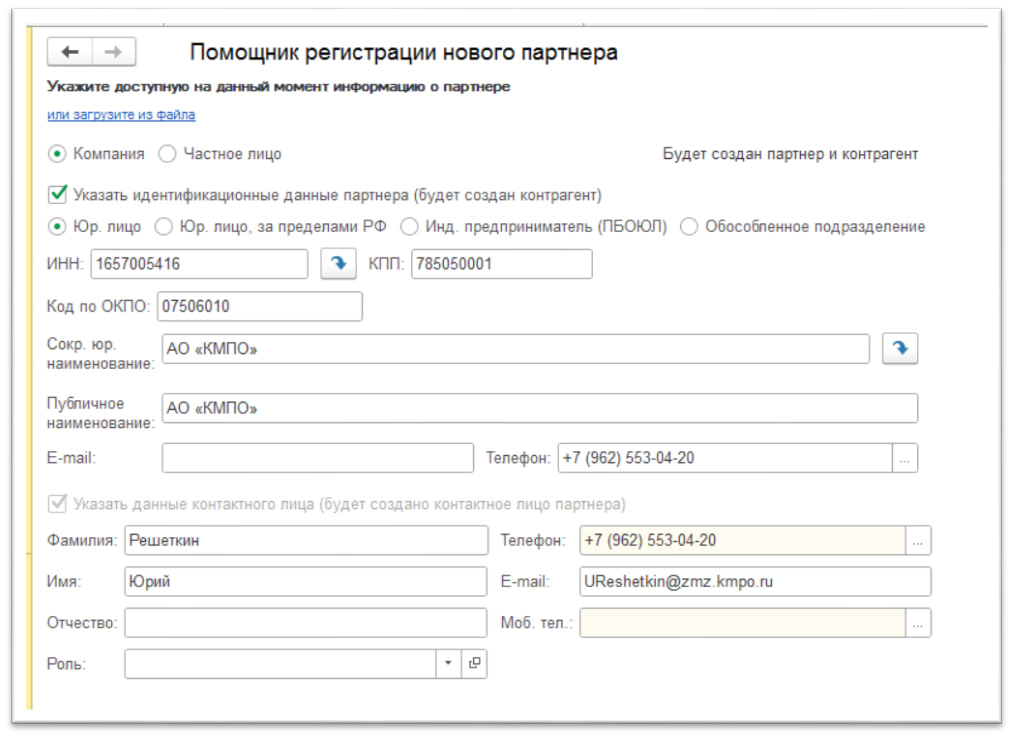 Помощник регистрации нового партнера
Укажите доступную на данный момент информацию о партнере
или загрузите из файла
Компания Частное лицо Будет создан партнер и контрагент
Указать идентификационные данные партнера (будет создан контрагент)
Юр. лицо Юр. лицо, за пределами РФ Инд. предприниматель (ПБОЮЛ) Обособленное подразделение
ИНН: 1657005416 КПП: 785050001
Код по ОКПО: 07506010
Сокр. юр.
наименование: АО «КМПО»
Публичное
наименование: АО «КМПО»
E-mail: Телефон: +7 (962) 553-04-20 ...
Указать данные контактного лица (будет создано контактное лицо партнера)
Фамилия: Решеткин Телефон: +7 (962) 553-04-20 ...
Имя: Юрий E-mail: UReshetkin@zmz.kmpo.ru
Отчество: Моб. тел.: ...
Роль: